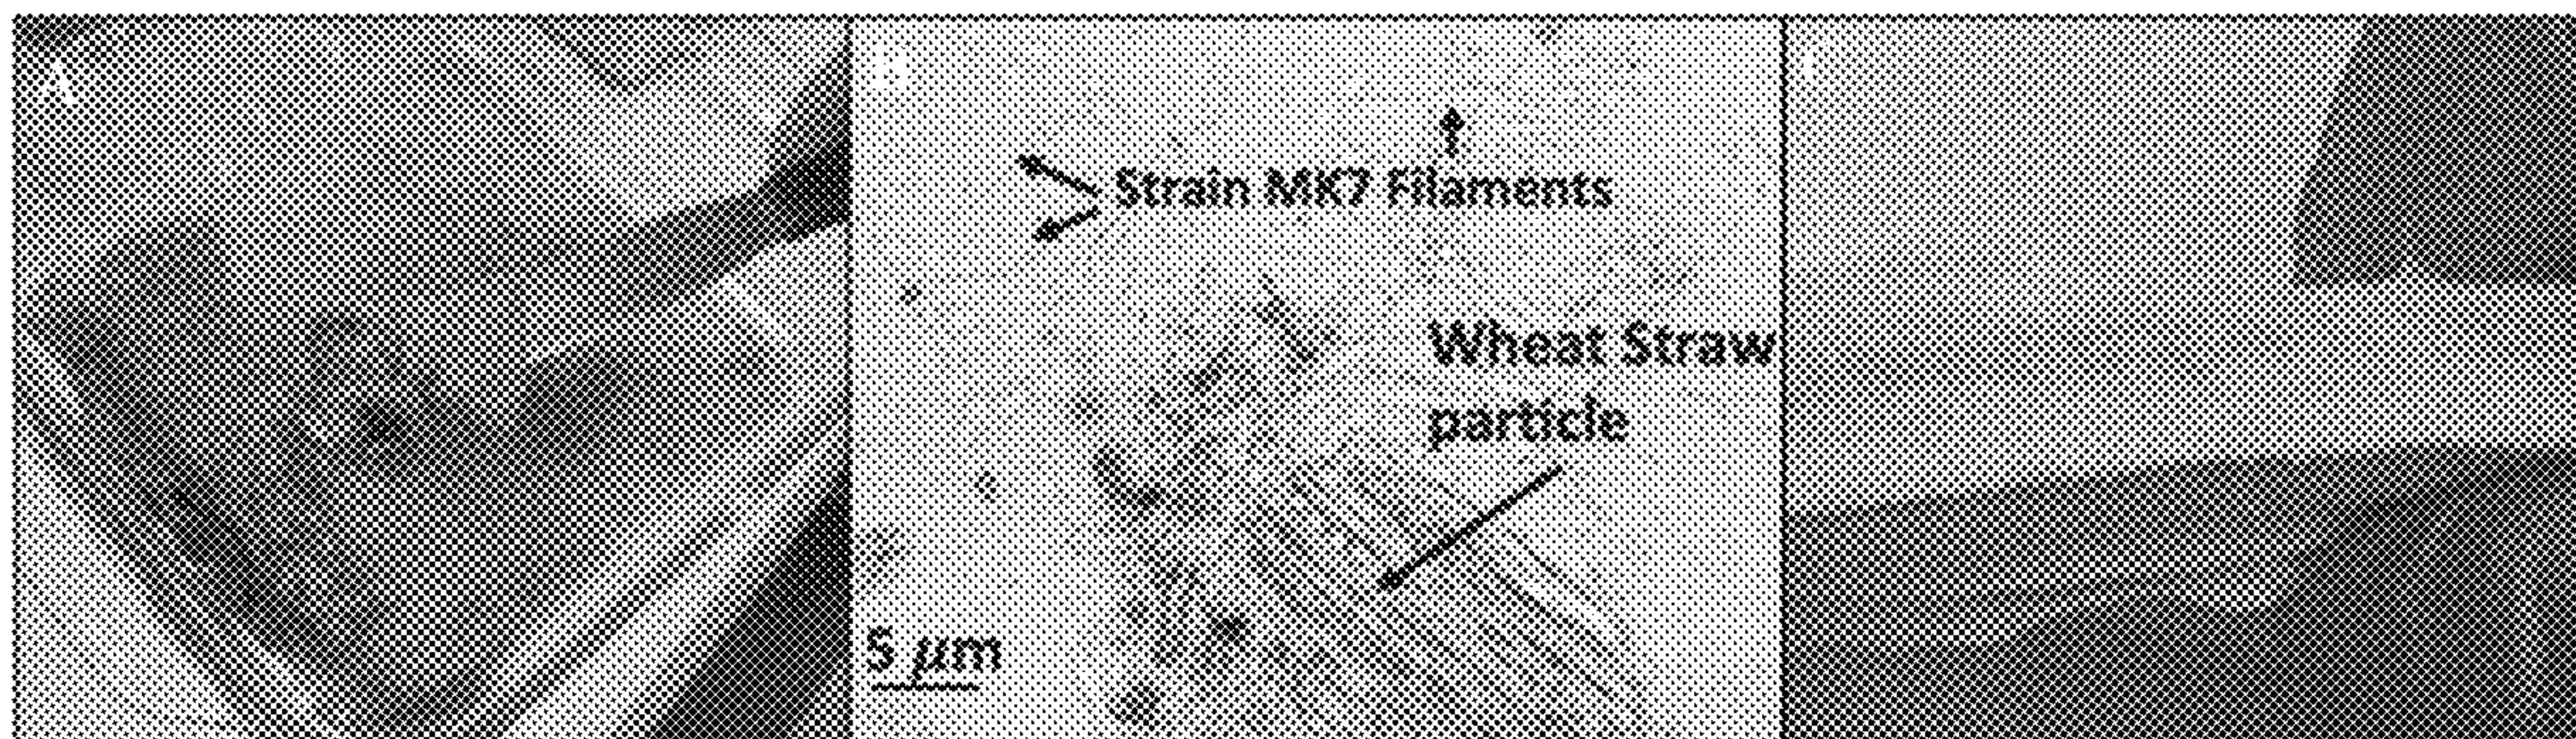 A
B
Strain MK7 Filaments
Wheat Straw
particle
5 µm